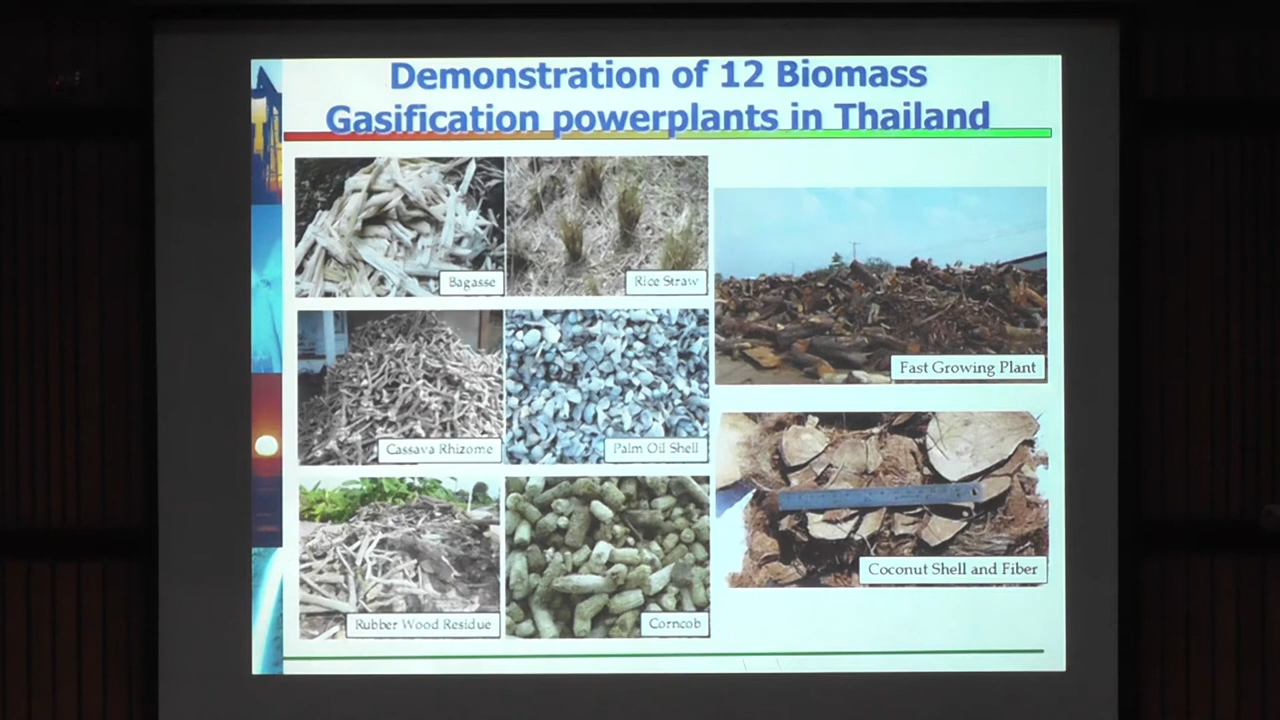 Demonstration of 12 Biomass
Gasification powerplants in Thailand
Bagasse
Rice Straw
Fast Growing Plant
Cassava Rhizome
Palm Oil Shell
Coconut Shell and Fiber
Rubber Wood Residue
Corncob